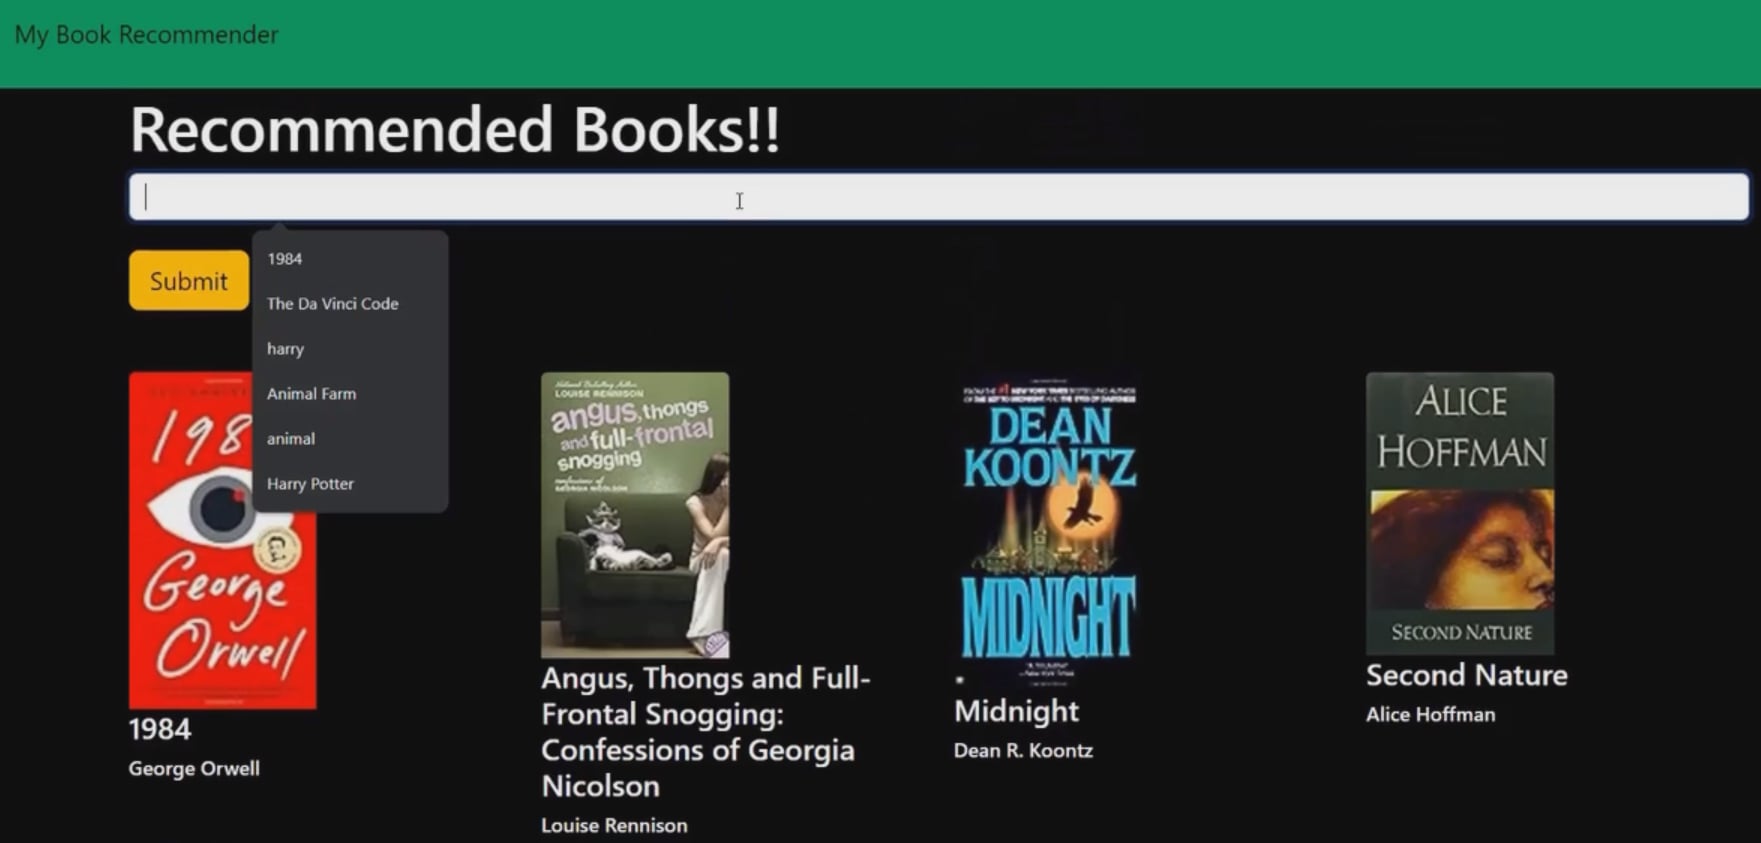 My Book Recommender
Recommended Books!!
Submit
1984
The Da Vinci Code
harry
Animal Farm
animal
Harry Potter
198
George
Orwell
1984
George Orwell
LOUISE RENNISON
angus, thongs
and full-frontal
snogging
Angus, Thongs and Full-
Frontal Snogging:
Confessions of Georgia
Nicolson
Louise Rennison
DEAN
KOONTZ
MIDNIGHT
Midnight
Dean R. Koontz
ALICE
HOFFMAN
SECOND NATURE
Second Nature
Alice Hoffman